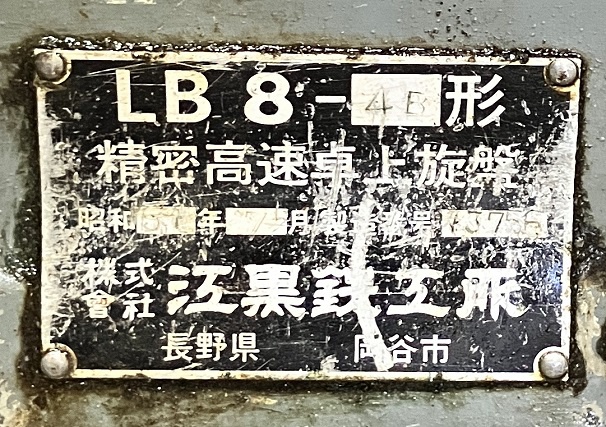 LB 8-4B形
精密高速卓上旋盤
昭和 年 月 製造番号
株式會社 江黒鉄工所
長野県 岡谷市